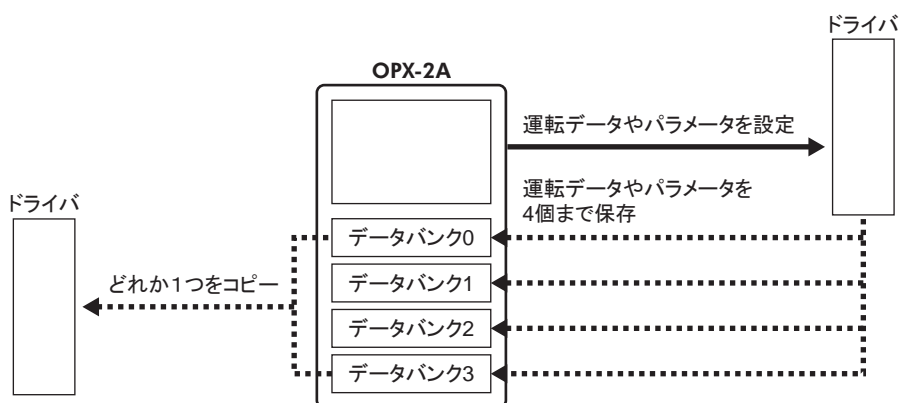 ドライバ
OPX-2A
運転データやパラメータを設定
運転データやパラメータを
4個まで保存
ドライバ
データバンク0
どれか１つをコピー
データバンク1
データバンク2
データバンク3